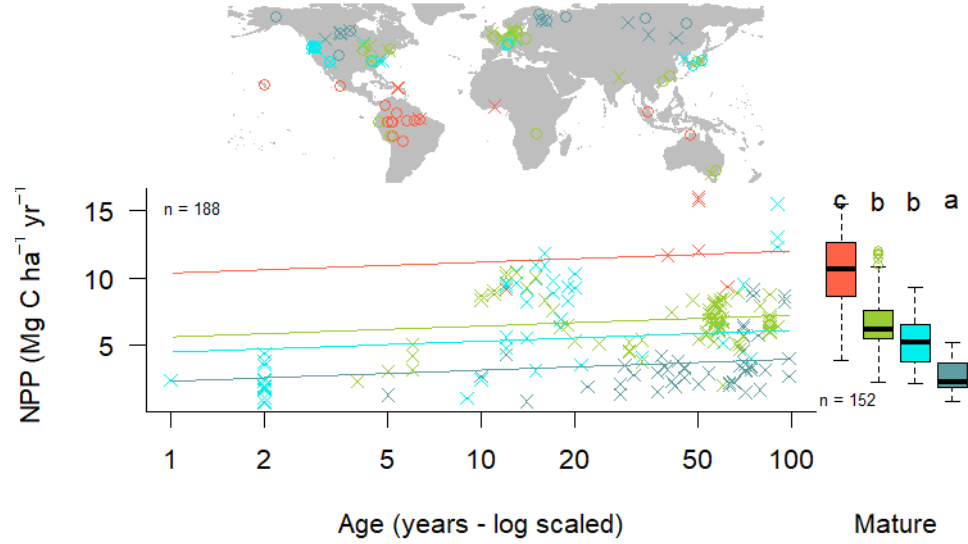 NPP (Mg C ha⁻¹ yr⁻¹)
15
10
5
n = 188
c b b a
n = 152
1 2 5 10 20 50 100
Age (years - log scaled)
Mature